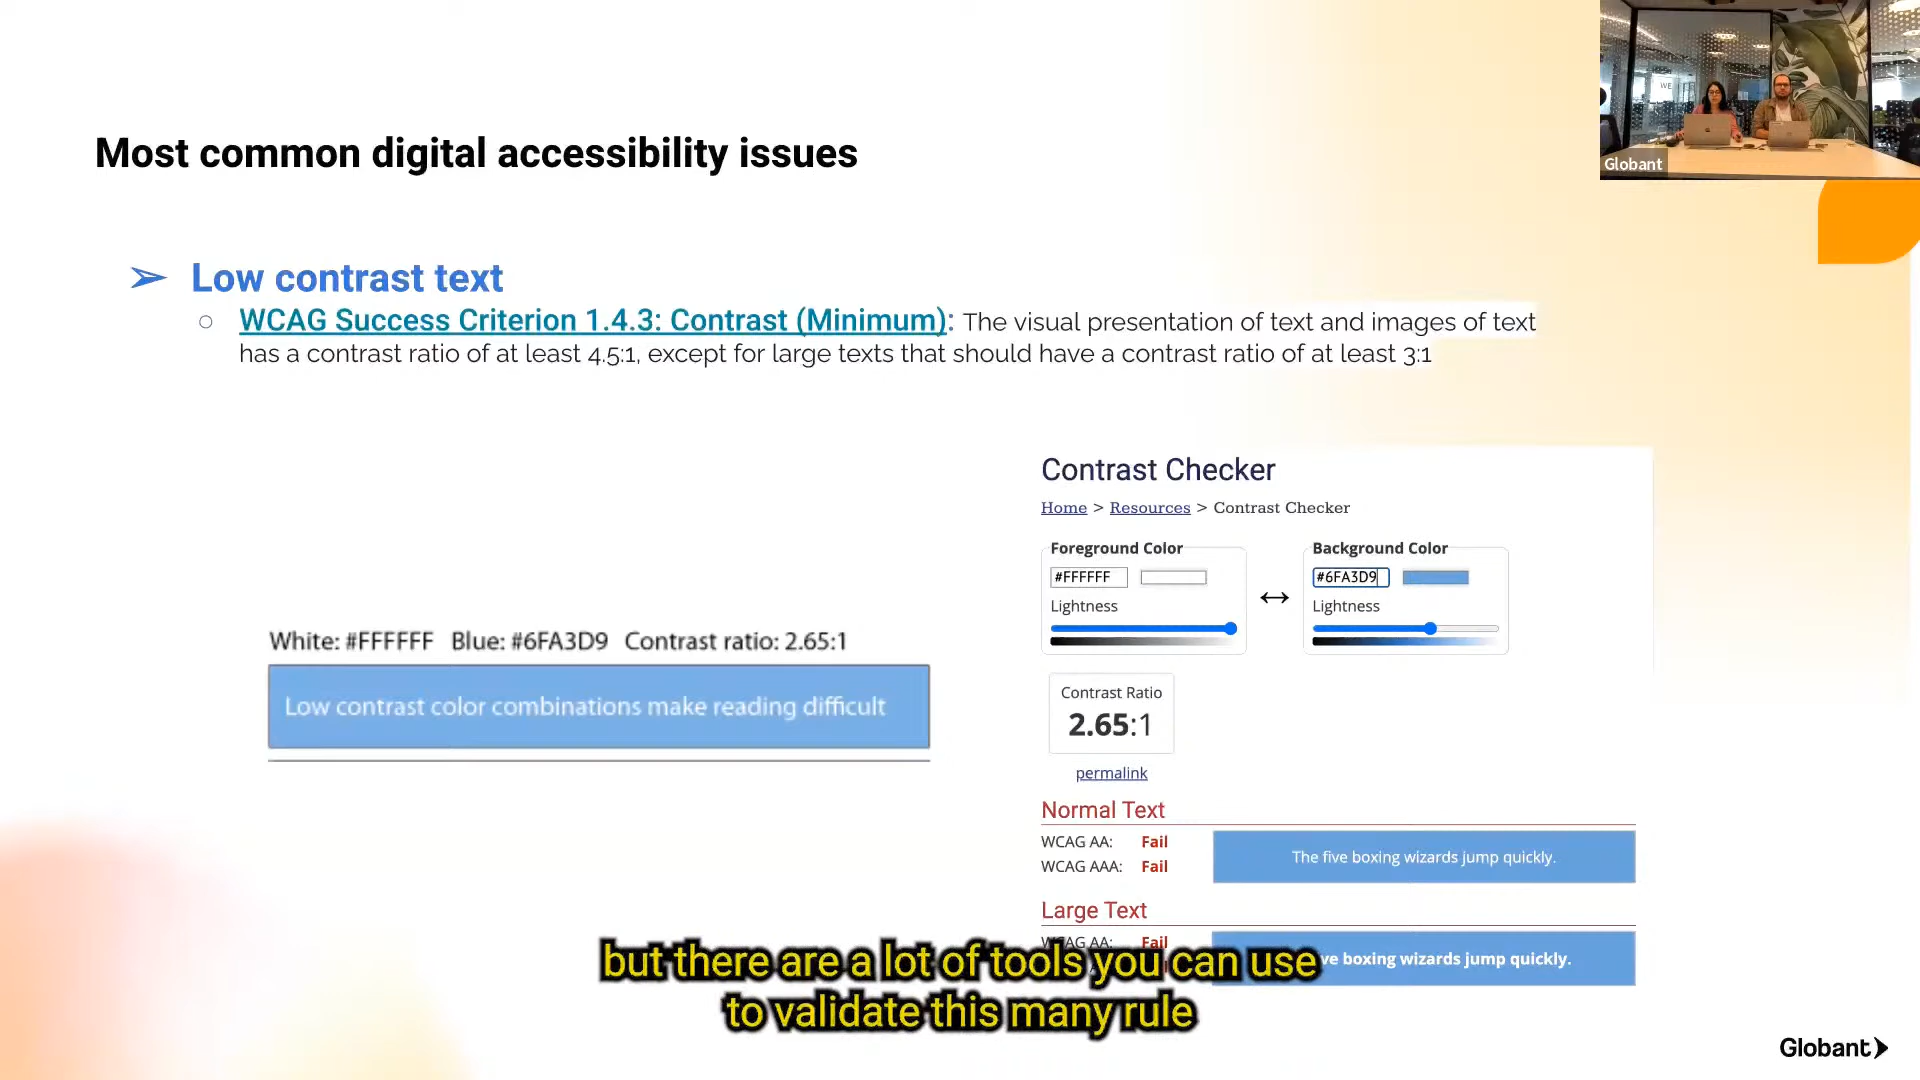 Most common digital accessibility issues
WE
Globant
➢ Low contrast text
○ WCAG Success Criterion 1.4.3: Contrast (Minimum): The visual presentation of text and images of text
has a contrast ratio of at least 4.5:1, except for large texts that should have a contrast ratio of at least 3:1
White: #FFFFFF Blue: #6FA3D9 Contrast ratio: 2.65:1
Low contrast color combinations make reading difficult
Contrast Checker
Home > Resources > Contrast Checker
Foreground Color
#FFFFFF
Lightness
Background Color
#6FA3D9
Lightness
Contrast Ratio
2.65:1
permalink
Normal Text
WCAG AA: Fail
WCAG AAA: Fail
The five boxing wizards jump quickly.
Large Text
WCAG AA: Fail
boxing wizards jump quickly.
but there are a lot of tools you can use
to validate this many rule
Globant